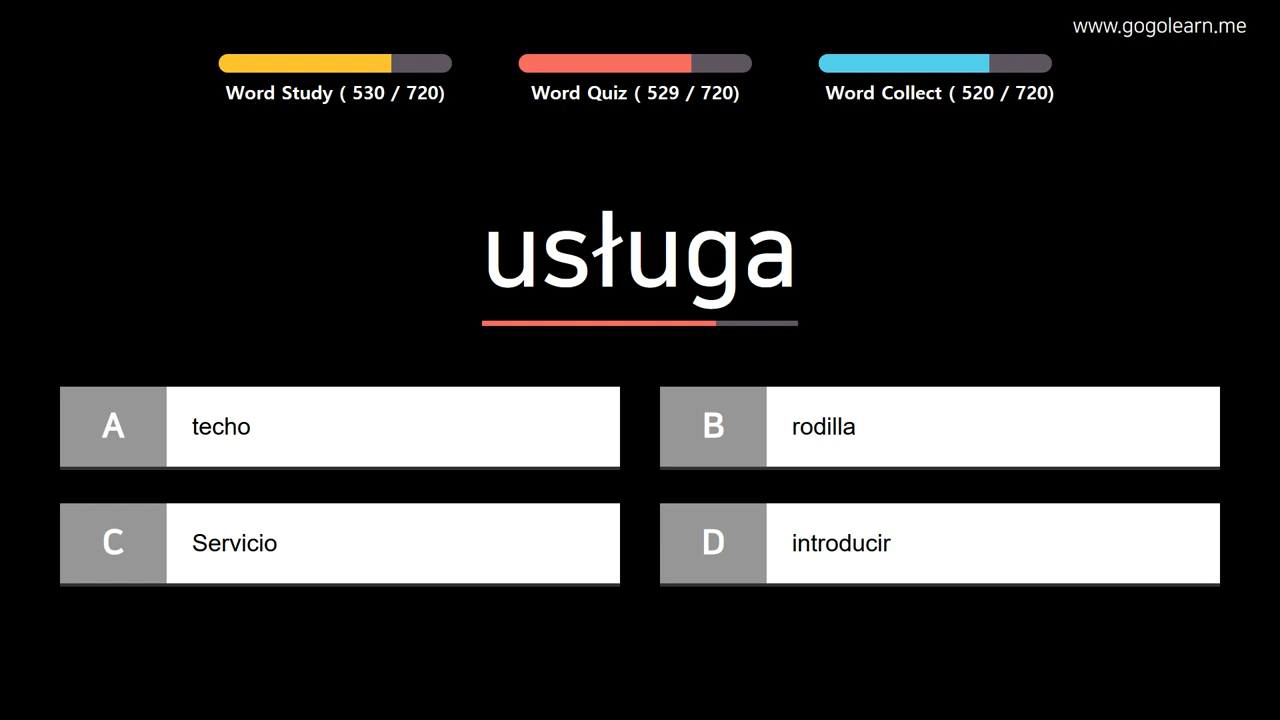 www.gogolearn.me
Word Study ( 530 / 720)
Word Quiz ( 529 / 720)
Word Collect ( 520 / 720)
usługa
A techo
B rodilla
C Servicio
D introducir